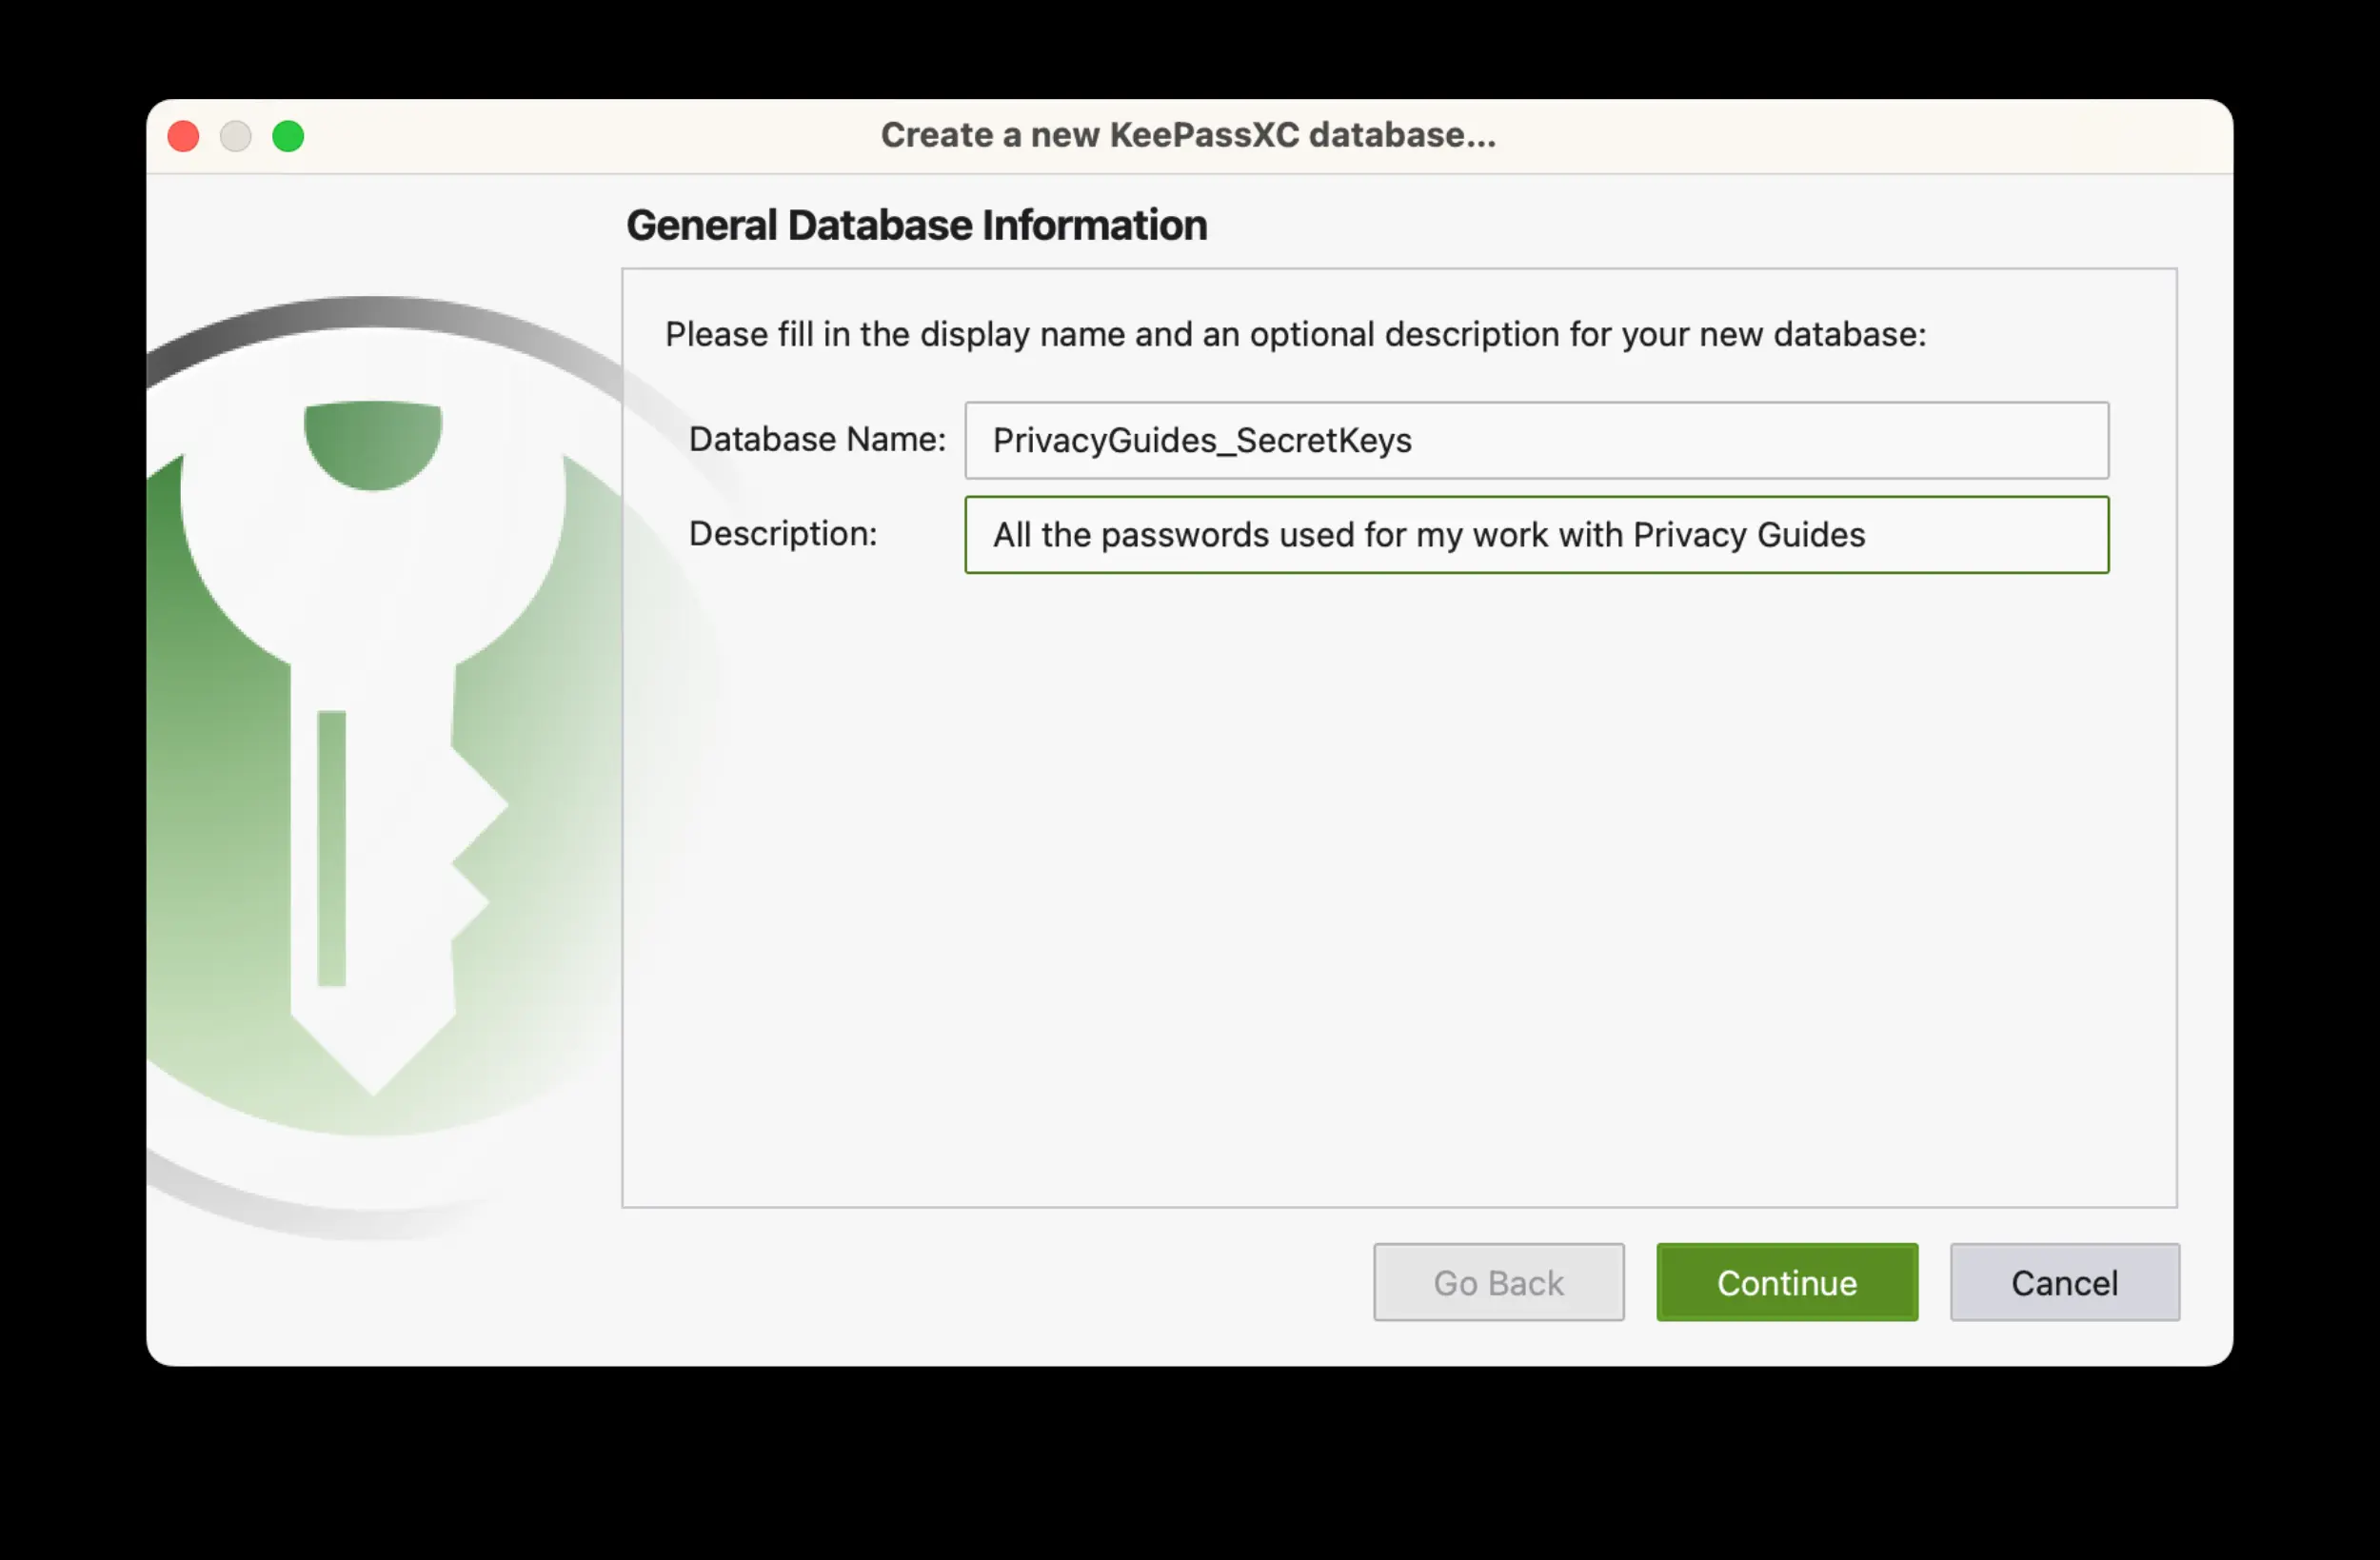 Create a new KeePassXC database...
General Database Information
Please fill in the display name and an optional description for your new database:
Database Name: PrivacyGuides_SecretKeys
Description: All the passwords used for my work with Privacy Guides
Go Back Continue Cancel